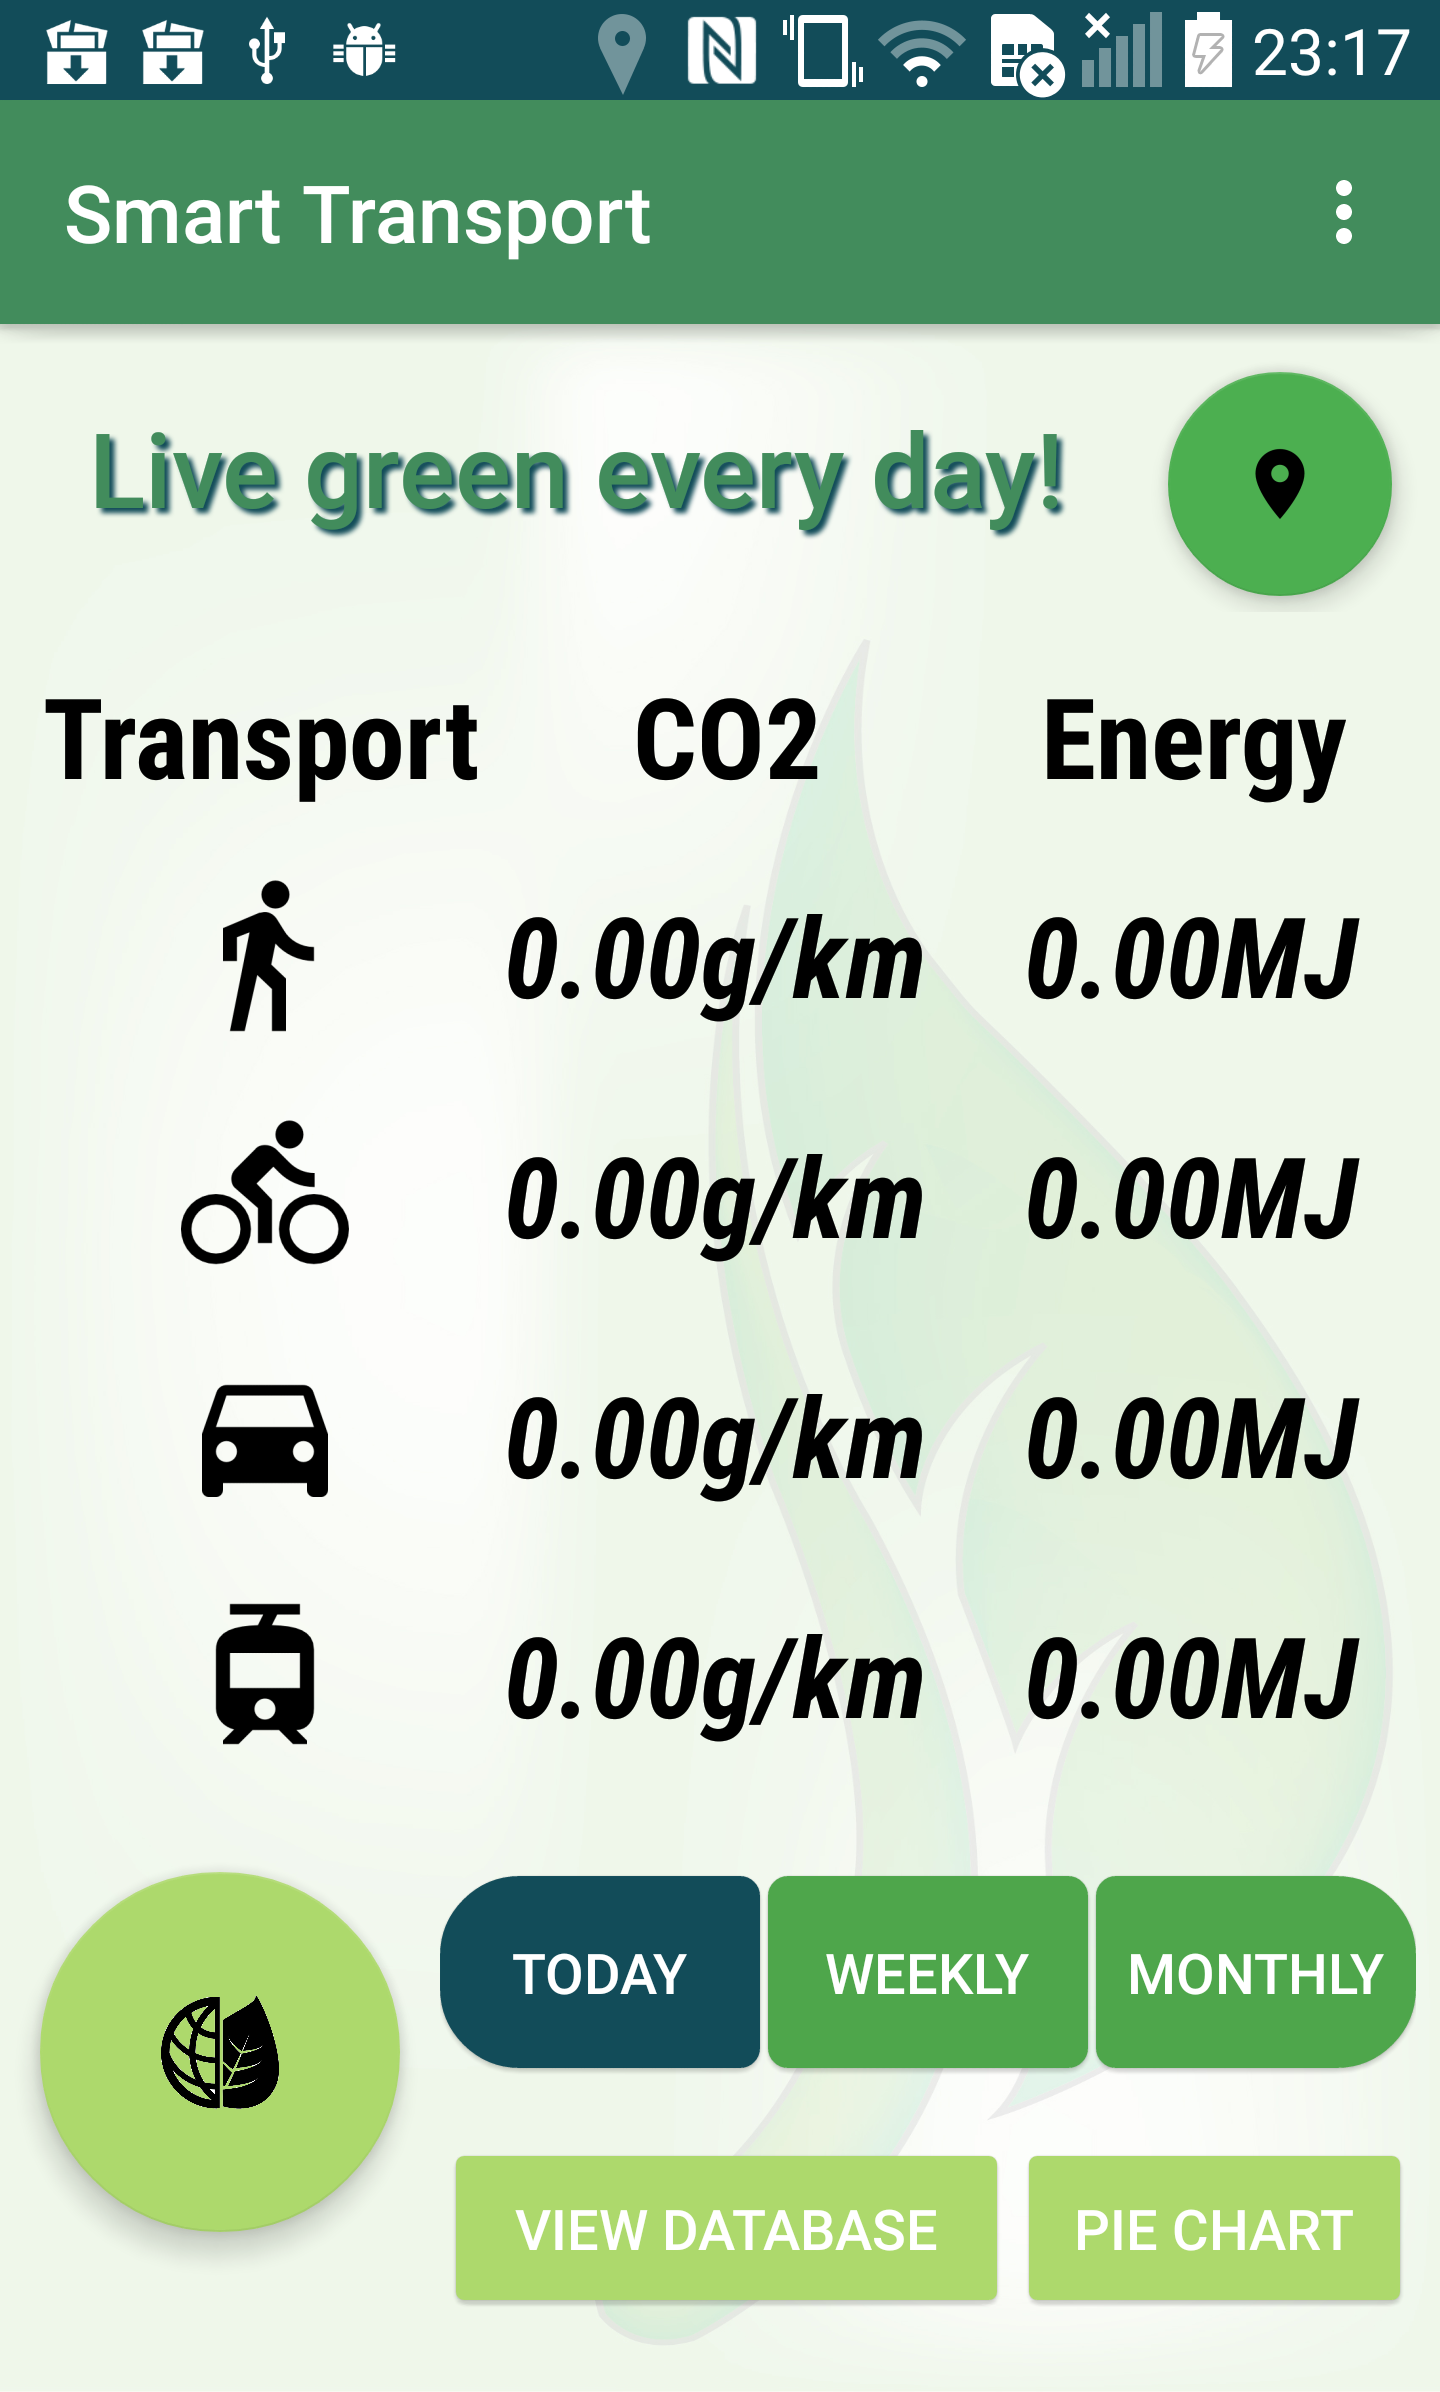 23:17
Smart Transport
Live green every day!
Transport CO2 Energy
0.00g/km 0.00MJ
0.00g/km 0.00MJ
0.00g/km 0.00MJ
0.00g/km 0.00MJ
TODAY WEEKLY MONTHLY
VIEW DATABASE PIE CHART